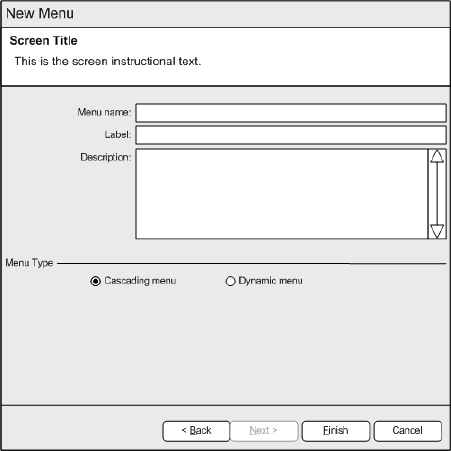 New Menu
Screen Title
This is the screen instructional text.
Menu name:
Label:
Description:
Menu Type
Cascading menu Dynamic menu
< Back Next > Finish Cancel